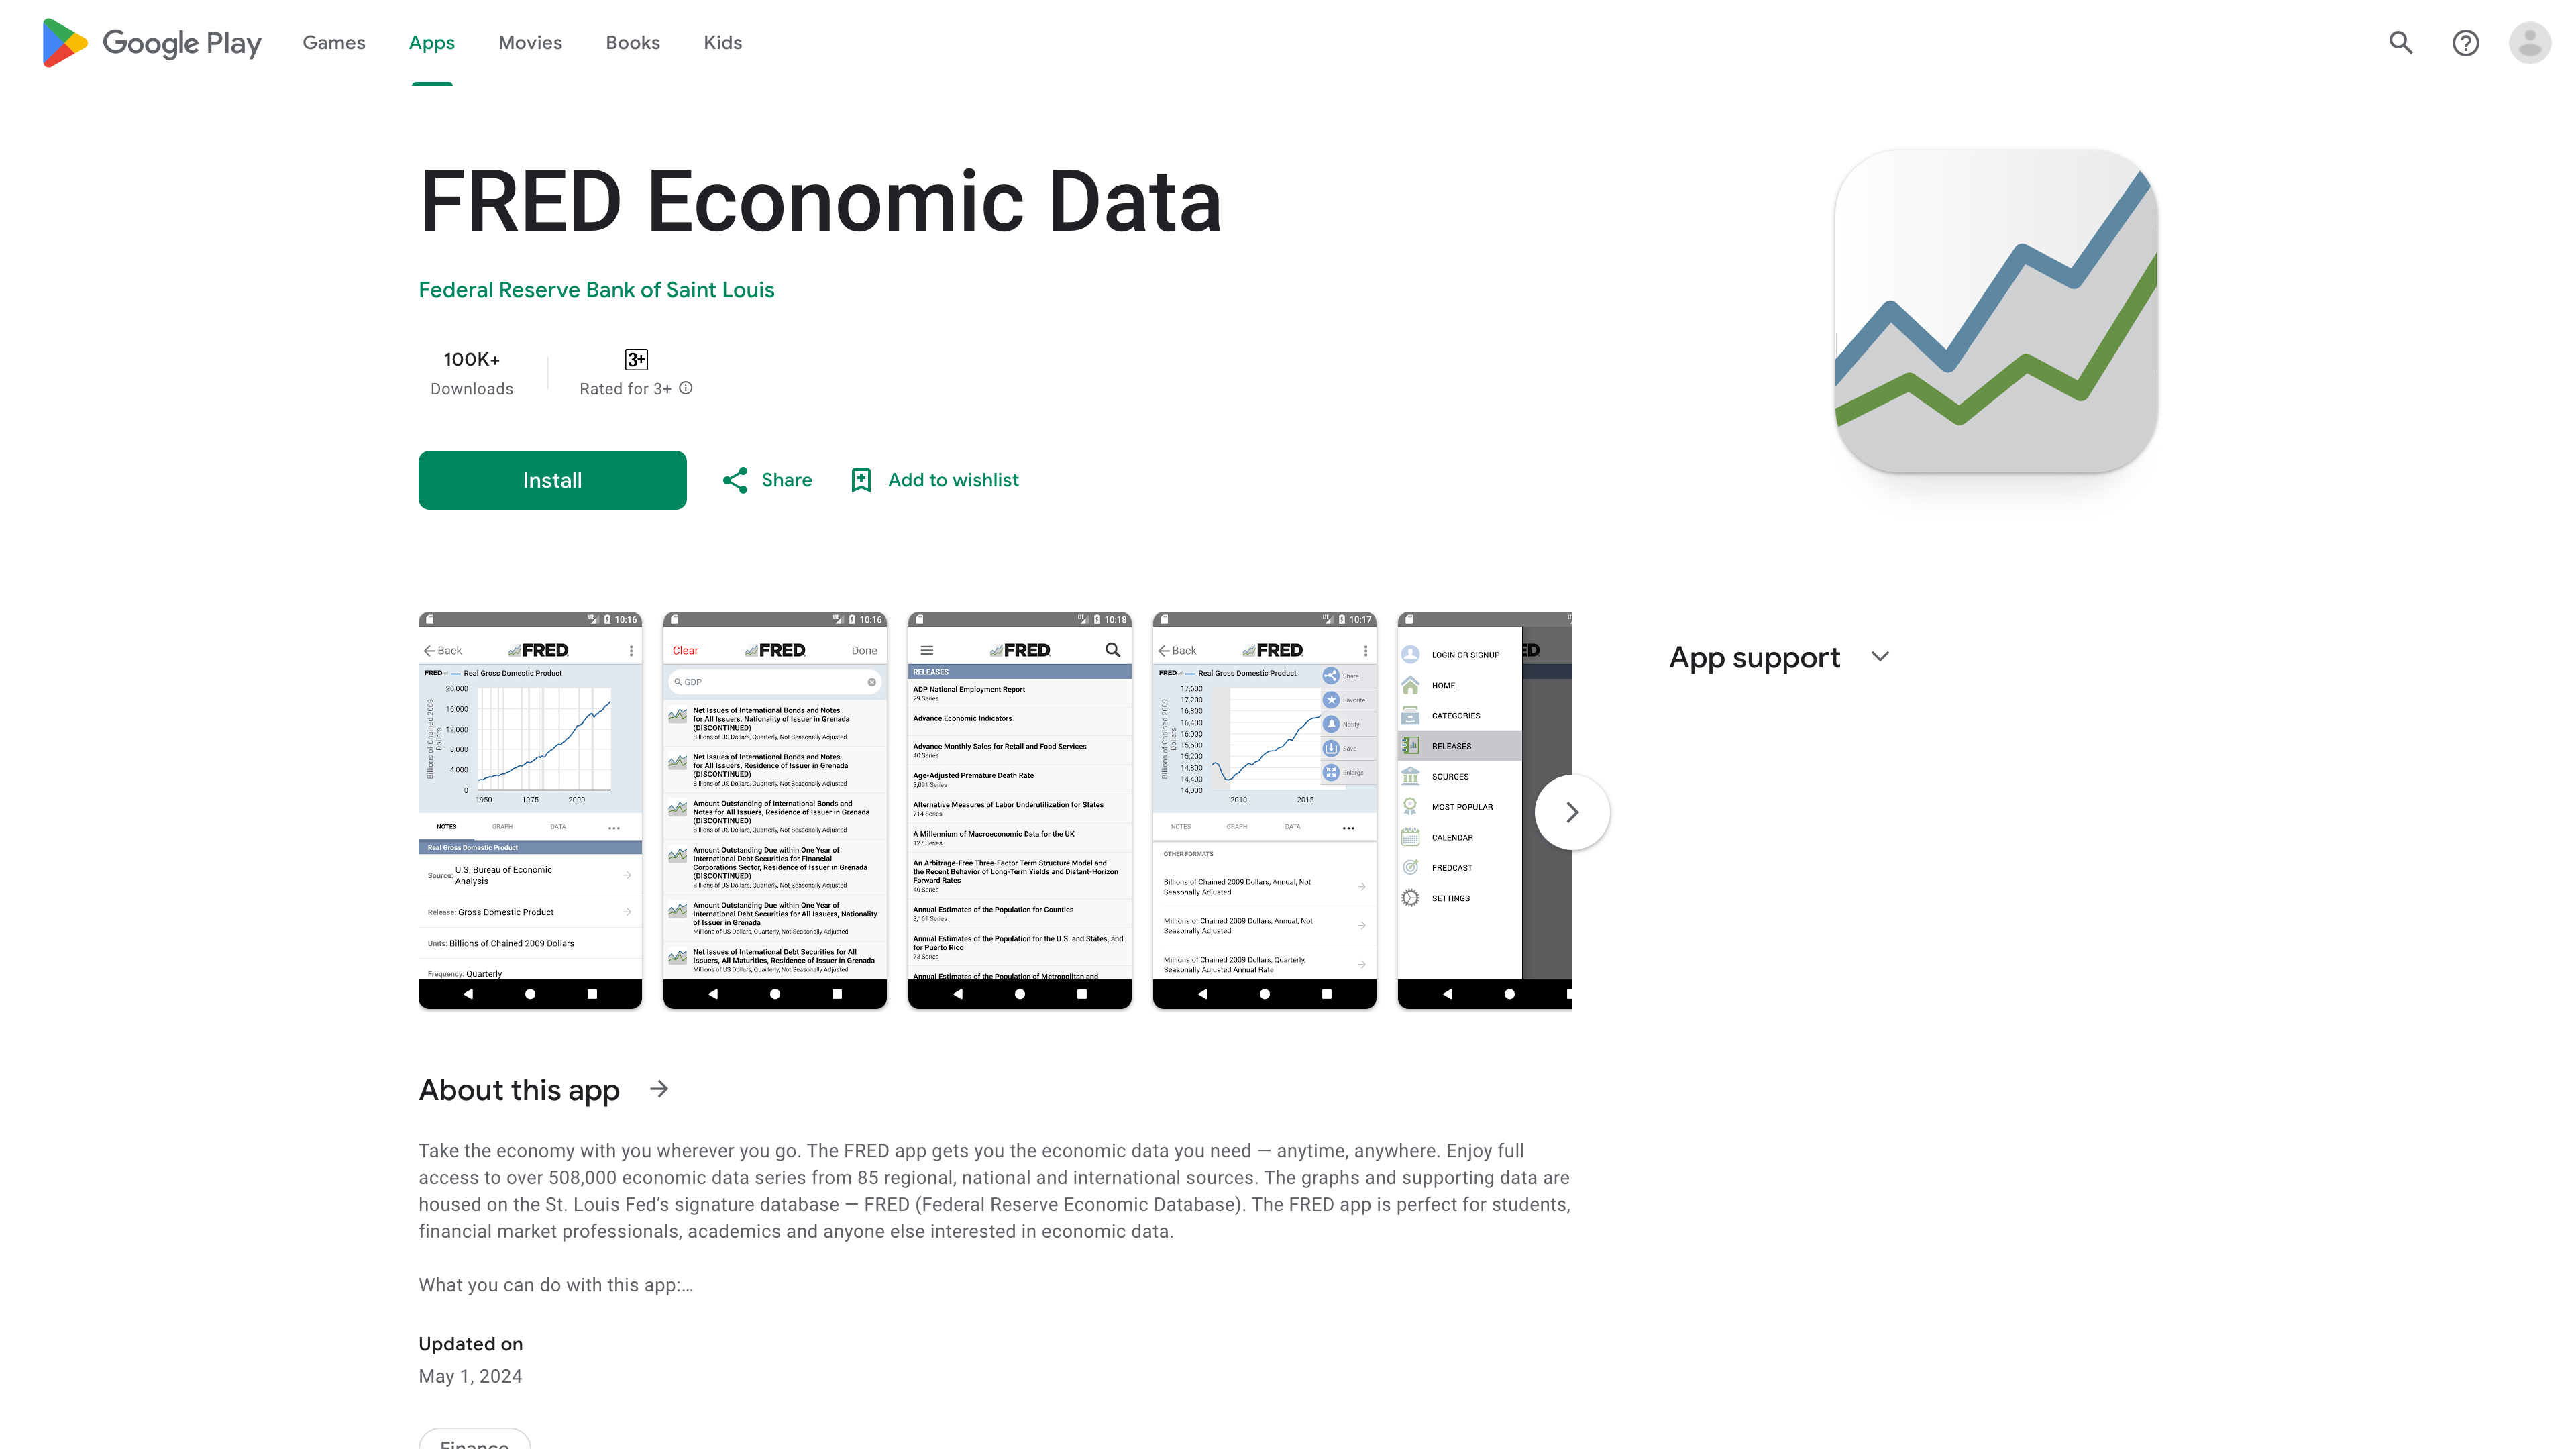 Google Play
Games
Apps
Movies
Books
Kids
FRED Economic Data
Federal Reserve Bank of Saint Louis
100K+
Downloads
3+
Rated for 3+
Install
Share
Add to wishlist
10:16
Back
FRED
FRED — Real Gross Domestic Product
Billions of Chained 2009
Dollars
20,000
16,000
12,000
8,000
4,000
0
1950
1975
2000
NOTES
GRAPH
DATA
Real Gross Domestic Product
Source: U.S. Bureau of Economic
Analysis
Release: Gross Domestic Product
Units: Billions of Chained 2009 Dollars
Frequency: Quarterly
10:16
Clear
FRED
Done
GDP
Net Issues of International Bonds and Notes
for All Issuers, Nationality of Issuer in Grenada
(DISCONTINUED)
Billions of US Dollars, Quarterly, Not Seasonally Adjusted
Net Issues of International Bonds and Notes
for All Issuers, Residence of Issuer in Grenada
(DISCONTINUED)
Billions of US Dollars, Quarterly, Not Seasonally Adjusted
Amount Outstanding of International Bonds and
Notes for All Issuers, Residence of Issuer in Grenada
(DISCONTINUED)
Billions of US Dollars, Quarterly, Not Seasonally Adjusted
Amount Outstanding Due within One Year of
International Debt Securities for Financial
Corporations Sector, Residence of Issuer in Grenada
(DISCONTINUED)
Billions of US Dollars, Quarterly, Not Seasonally Adjusted
Amount Outstanding Due within One Year of
International Debt Securities for All Issuers, Nationality
of Issuer in Grenada
Millions of US Dollars, Quarterly, Not Seasonally Adjusted
Net Issues of International Debt Securities for All
Issuers, All Maturities, Residence of Issuer in Grenada
Millions of US Dollars, Quarterly, Not Seasonally Adjusted
10:18
FRED
RELEASES
ADP National Employment Report
29 Series
Advance Economic Indicators
Advance Monthly Sales for Retail and Food Services
40 Series
Age-Adjusted Premature Death Rate
3,091 Series
Alternative Measures of Labor Underutilization for States
714 Series
A Millennium of Macroeconomic Data for the UK
127 Series
An Arbitrage-Free Three-Factor Term Structure Model and
the Recent Behavior of Long-Term Yields and Distant-Horizon
Forward Rates
40 Series
Annual Estimates of the Population for Counties
3,161 Series
Annual Estimates of the Population for the U.S. and States, and
for Puerto Rico
73 Series
Annual Estimates of the Population of Metropolitan and
10:17
Back
FRED
FRED — Real Gross Domestic Product
Billions of Chained 2009
Dollars
17,600
17,200
16,800
16,400
16,000
15,600
15,200
14,800
14,400
14,000
2010
2015
Share
Favorite
Notify
Save
Enlarge
NOTES
GRAPH
DATA
OTHER FORMATS
Billions of Chained 2009 Dollars, Annual, Not
Seasonally Adjusted
Millions of Chained 2009 Dollars, Annual, Not
Seasonally Adjusted
Millions of Chained 2009 Dollars, Quarterly,
Seasonally Adjusted Annual Rate
ED
LOGIN OR SIGNUP
HOME
CATEGORIES
RELEASES
SOURCES
MOST POPULAR
CALENDAR
FREDCAST
SETTINGS
App support
About this app
Take the economy with you wherever you go. The FRED app gets you the economic data you need — anytime, anywhere. Enjoy full
access to over 508,000 economic data series from 85 regional, national and international sources. The graphs and supporting data are
housed on the St. Louis Fed’s signature database — FRED (Federal Reserve Economic Database). The FRED app is perfect for students,
financial market professionals, academics and anyone else interested in economic data.
What you can do with this app:…
Updated on
May 1, 2024
Finance